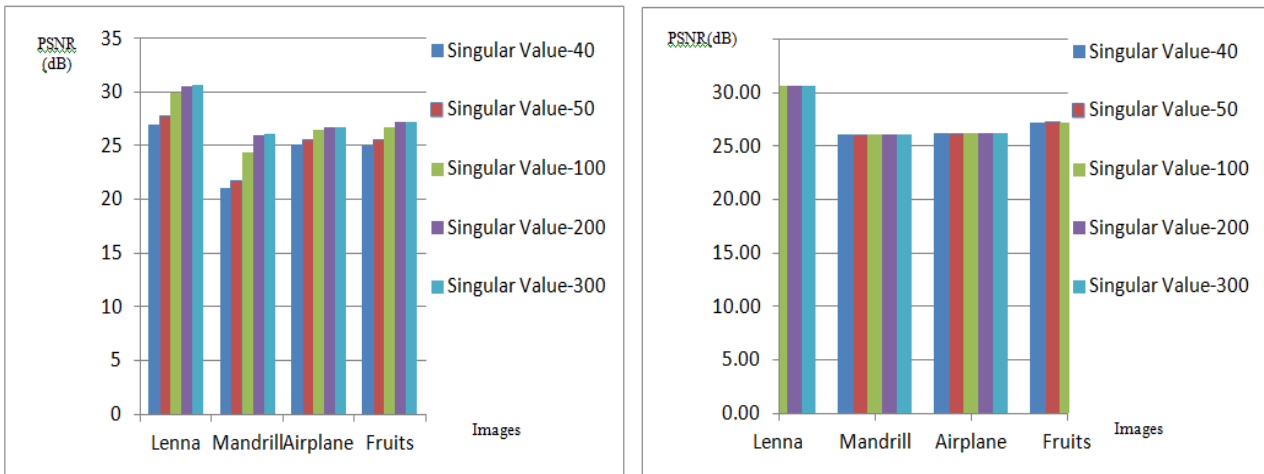 PSNR
(dB)
35
30
25
20
15
10
5
0
Lenna Mandrill Airplane Fruits
Images
Singular Value-40
Singular Value-50
Singular Value-100
Singular Value-200
Singular Value-300
PSNR(dB)
30.00
25.00
20.00
15.00
10.00
5.00
0.00
Lenna Mandrill Airplane Fruits
Images
Singular Value-40
Singular Value-50
Singular Value-100
Singular Value-200
Singular Value-300